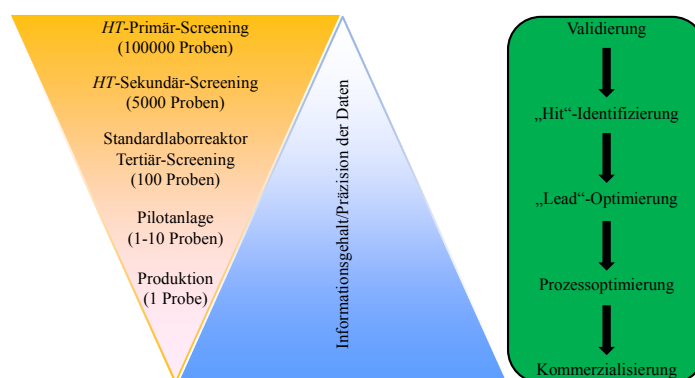 HT-Primär-Screening
(100000 Proben)
HT-Sekundär-Screening
(5000 Proben)
Standardlaborreaktor
Tertiär-Screening
(100 Proben)
Pilotanlage
(1-10 Proben)
Produktion
(1 Probe)
Informationsgehalt/Präzision der Daten
Validierung
„Hit“-Identifizierung
„Lead“-Optimierung
Prozessoptimierung
Kommerzialisierung